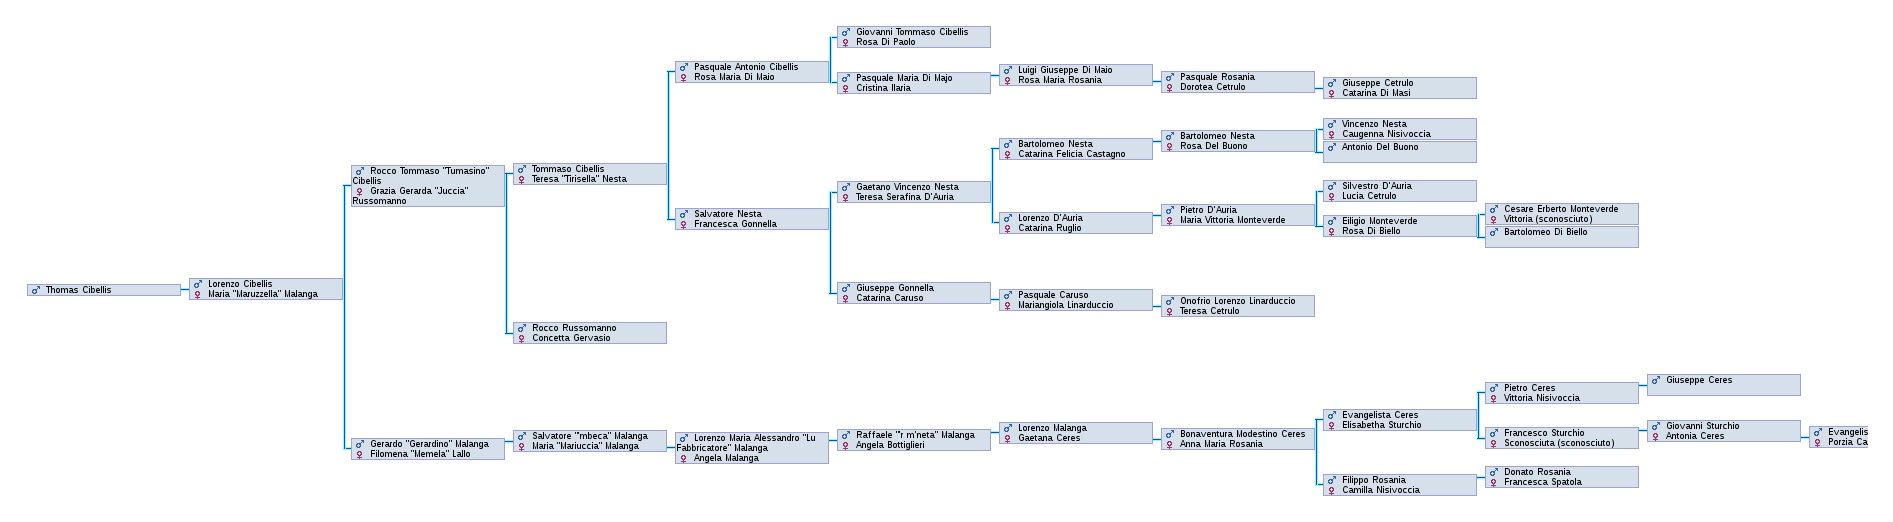 Thomas Cibellis
Lorenzo Cibellis
Maria "Maruzzella" Malanga
Rocco Tommaso "Tumasino"
Cibellis
Grazia Gerarda "Juccia"
Russomanno
Gerardo "Gerardino" Malanga
Filomena "Memela" Lallo
Tommaso Cibellis
Teresa "Tirisella" Nesta
Rocco Russomanno
Concetta Gervasio
Salvatore "'mbeca" Malanga
Maria "Mariuccia" Malanga
Pasquale Antonio Cibellis
Rosa Maria Di Maio
Salvatore Nesta
Francesca Gonnella
Lorenzo Maria Alessandro "Lu
Fabbricatore" Malanga
Angela Malanga
Giovanni Tommaso Cibellis
Rosa Di Paolo
Pasquale Maria Di Majo
Cristina Ilaria
Gaetano Vincenzo Nesta
Teresa Serafina D'Auria
Giuseppe Gonnella
Catarina Caruso
Raffaele "'r m'neta" Malanga
Angela Bottiglieri
Luigi Giuseppe Di Maio
Rosa Maria Rosania
Bartolomeo Nesta
Catarina Felicia Castagno
Lorenzo D'Auria
Catarina Ruglio
Pasquale Caruso
Mariangiola Linarduccio
Lorenzo Malanga
Gaetana Ceres
Pasquale Rosania
Dorotea Cetrulo
Bartolomeo Nesta
Rosa Del Buono
Pietro D'Auria
Maria Vittoria Monteverde
Onofrio Lorenzo Linarduccio
Teresa Cetrulo
Bonaventura Modestino Ceres
Anna Maria Rosania
Giuseppe Cetrulo
Catarina Di Masi
Vincenzo Nesta
Caugenna Nisivoccia
Antonio Del Buono
Silvestro D'Auria
Lucia Cetrulo
Eiligio Monteverde
Rosa Di Biello
Evangelista Ceres
Elisabetha Sturchio
Filippo Rosania
Camilla Nisivoccia
Cesare Erberto Monteverde
Vittoria (sconosciuto)
Bartolomeo Di Biello
Pietro Ceres
Vittoria Nisivoccia
Francesco Sturchio
Sconosciuta (sconosciuto)
Donato Rosania
Francesca Spatola
Giuseppe Ceres
Giovanni Sturchio
Antonia Ceres
Evangelis
Porzia Ca